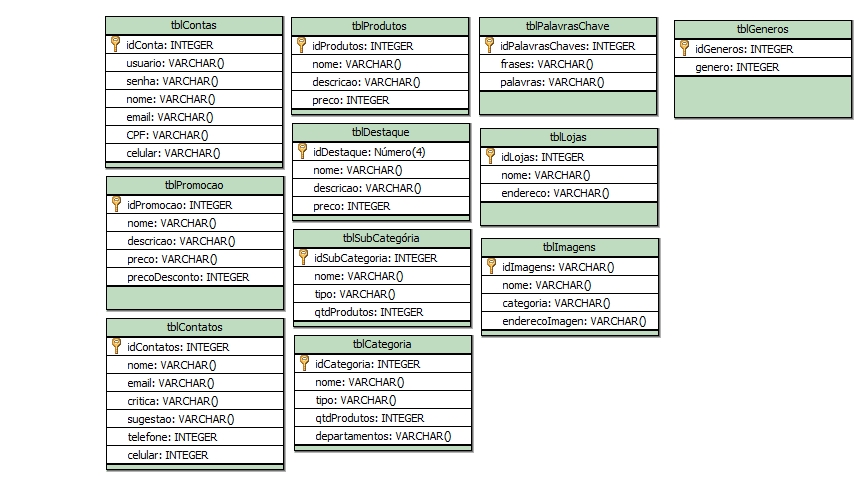 tblContas
idConta: INTEGER
usuario: VARCHAR()
senha: VARCHAR()
nome: VARCHAR()
email: VARCHAR()
CPF: VARCHAR()
celular: VARCHAR()
tblPromocao
idPromocao: INTEGER
nome: VARCHAR()
descricao: VARCHAR()
preco: VARCHAR()
precoDesconto: INTEGER
tblContatos
idContatos: INTEGER
nome: VARCHAR()
email: VARCHAR()
critica: VARCHAR()
sugestao: VARCHAR()
telefone: INTEGER
celular: INTEGER
tblProdutos
idProdutos: INTEGER
nome: VARCHAR()
descricao: VARCHAR()
preco: INTEGER
tblDestaque
idDestaque: Número(4)
nome: VARCHAR()
descricao: VARCHAR()
preco: INTEGER
tblSubCategória
idSubCategoria: INTEGER
nome: VARCHAR()
tipo: VARCHAR()
qtdProdutos: INTEGER
tblCategoria
idCategoria: INTEGER
nome: VARCHAR()
tipo: VARCHAR()
qtdProdutos: INTEGER
departamentos: VARCHAR()
tblPalavrasChave
idPalavrasChaves: INTEGER
frases: VARCHAR()
palavras: VARCHAR()
tblLojas
idLojas: INTEGER
nome: VARCHAR()
endereco: VARCHAR()
tblImagens
idImagens: VARCHAR()
nome: VARCHAR()
categoria: VARCHAR()
enderecoImagen: VARCHAR()
tblGeneros
idGeneros: INTEGER
genero: INTEGER